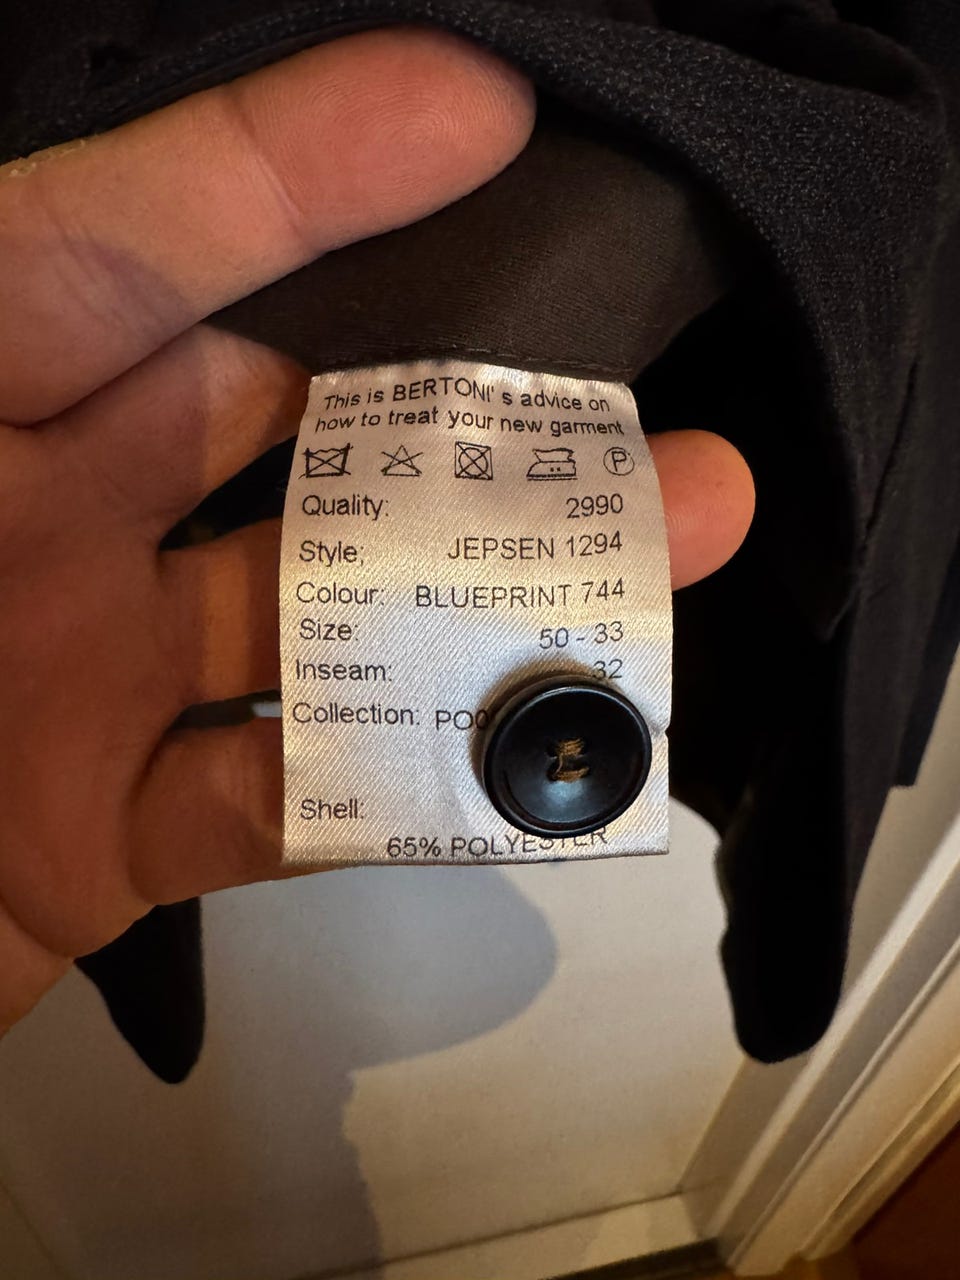 This is BERTONI' s advice on
how to treat your new garment
P
Quality: 2990
Style; JEPSEN 1294
Colour: BLUEPRINT 744
Size: 50 - 33
Inseam: 32
Collection:
Shell:
65% POLYESTER